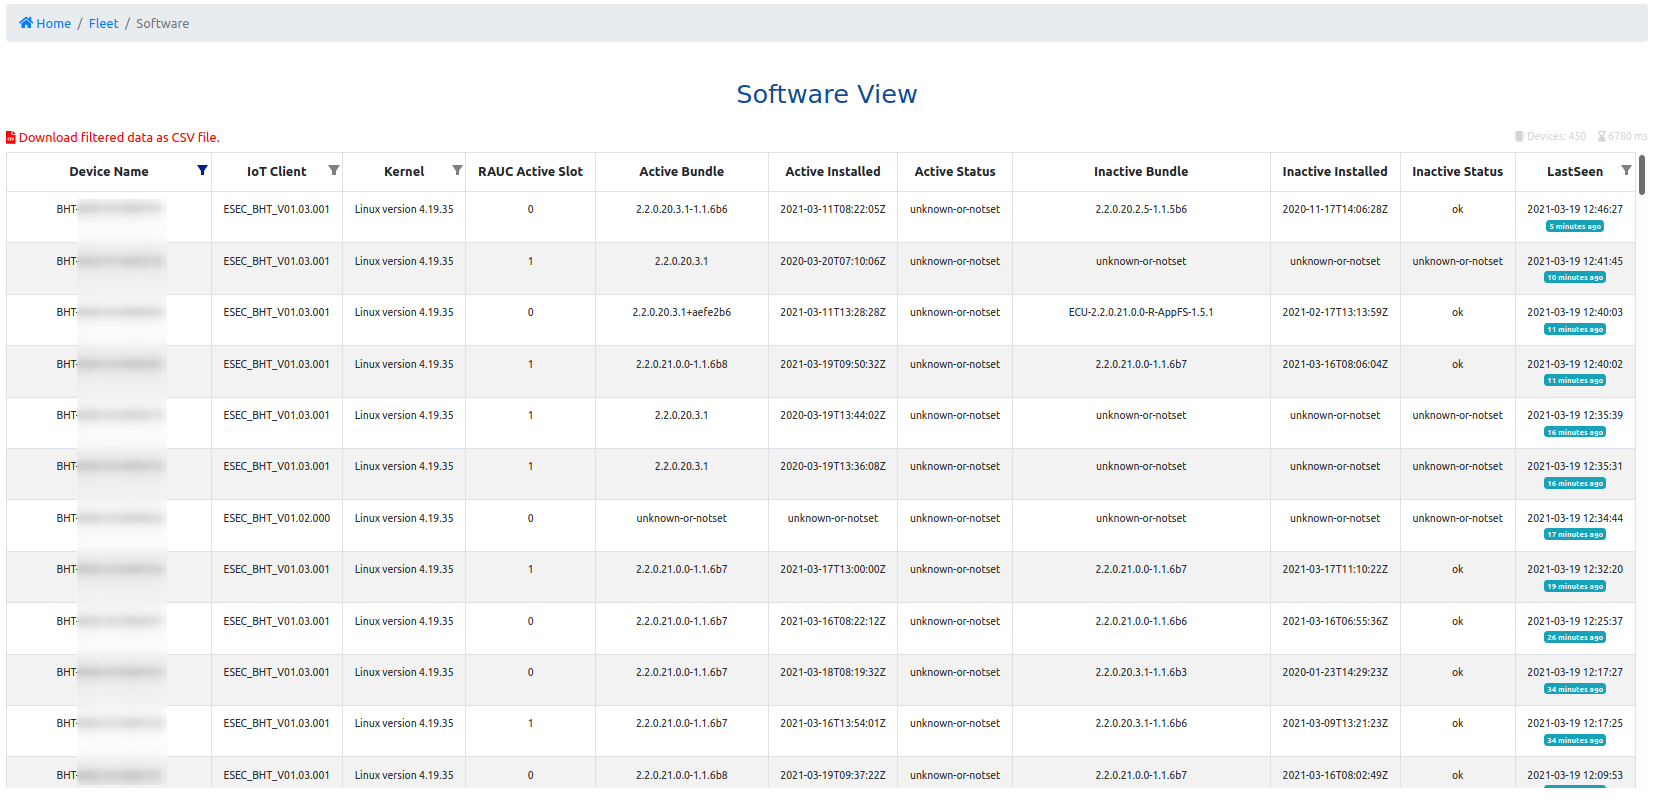 Home / Fleet / Software
Software View
Download filtered data as CSV file.
Devices: 450 6780 ms
Device Name IoT Client Kernel RAUC Active Slot Active Bundle Active Installed Active Status Inactive Bundle Inactive Installed Inactive Status LastSeen
BHT- ESEC_BHT_V01.03.001 Linux version 4.19.35 0 2.2.0.20.3.1-1.1.6b6 2021-03-11T08:22:05Z unknown-or-notset 2.2.0.20.2.5-1.1.5b6 2020-11-17T14:06:28Z ok 2021-03-19 12:46:27
5 minutes ago
BHT- ESEC_BHT_V01.03.001 Linux version 4.19.35 1 2.2.0.20.3.1 2020-03-20T07:10:06Z unknown-or-notset unknown-or-notset unknown-or-notset unknown-or-notset 2021-03-19 12:41:45
10 minutes ago
BHT- ESEC_BHT_V01.03.001 Linux version 4.19.35 0 2.2.0.20.3.1+aefe2b6 2021-03-11T13:28:28Z unknown-or-notset ECU-2.2.0.21.0.0-R-AppFS-1.5.1 2021-02-17T13:13:59Z ok 2021-03-19 12:40:03
11 minutes ago
BHT- ESEC_BHT_V01.03.001 Linux version 4.19.35 1 2.2.0.21.0.0-1.1.6b8 2021-03-19T09:50:32Z unknown-or-notset 2.2.0.21.0.0-1.1.6b7 2021-03-16T08:06:04Z ok 2021-03-19 12:40:02
11 minutes ago
BHT- ESEC_BHT_V01.03.001 Linux version 4.19.35 1 2.2.0.20.3.1 2020-03-19T13:44:02Z unknown-or-notset unknown-or-notset unknown-or-notset unknown-or-notset 2021-03-19 12:35:39
16 minutes ago
BHT- ESEC_BHT_V01.03.001 Linux version 4.19.35 1 2.2.0.20.3.1 2020-03-19T13:36:08Z unknown-or-notset unknown-or-notset unknown-or-notset unknown-or-notset 2021-03-19 12:35:31
16 minutes ago
BHT- ESEC_BHT_V01.02.000 Linux version 4.19.35 0 unknown-or-notset unknown-or-notset unknown-or-notset unknown-or-notset unknown-or-notset unknown-or-notset 2021-03-19 12:34:44
17 minutes ago
BHT- ESEC_BHT_V01.03.001 Linux version 4.19.35 1 2.2.0.21.0.0-1.1.6b7 2021-03-17T13:00:00Z unknown-or-notset 2.2.0.21.0.0-1.1.6b7 2021-03-17T11:10:22Z ok 2021-03-19 12:32:20
19 minutes ago
BHT- ESEC_BHT_V01.03.001 Linux version 4.19.35 0 2.2.0.21.0.0-1.1.6b7 2021-03-16T08:22:12Z unknown-or-notset 2.2.0.21.0.0-1.1.6b6 2021-03-16T06:55:36Z ok 2021-03-19 12:25:37
26 minutes ago
BHT- ESEC_BHT_V01.03.001 Linux version 4.19.35 0 2.2.0.21.0.0-1.1.6b7 2021-03-18T08:19:32Z unknown-or-notset 2.2.0.20.3.1-1.1.6b3 2020-01-23T14:29:23Z ok 2021-03-19 12:17:27
34 minutes ago
BHT- ESEC_BHT_V01.03.001 Linux version 4.19.35 1 2.2.0.21.0.0-1.1.6b7 2021-03-16T13:54:01Z unknown-or-notset 2.2.0.20.3.1-1.1.6b6 2021-03-09T13:21:23Z ok 2021-03-19 12:17:25
34 minutes ago
BHT- ESEC_BHT_V01.03.001 Linux version 4.19.35 0 2.2.0.21.0.0-1.1.6b8 2021-03-19T09:37:22Z unknown-or-notset 2.2.0.21.0.0-1.1.6b7 2021-03-16T08:02:49Z ok 2021-03-19 12:09:53